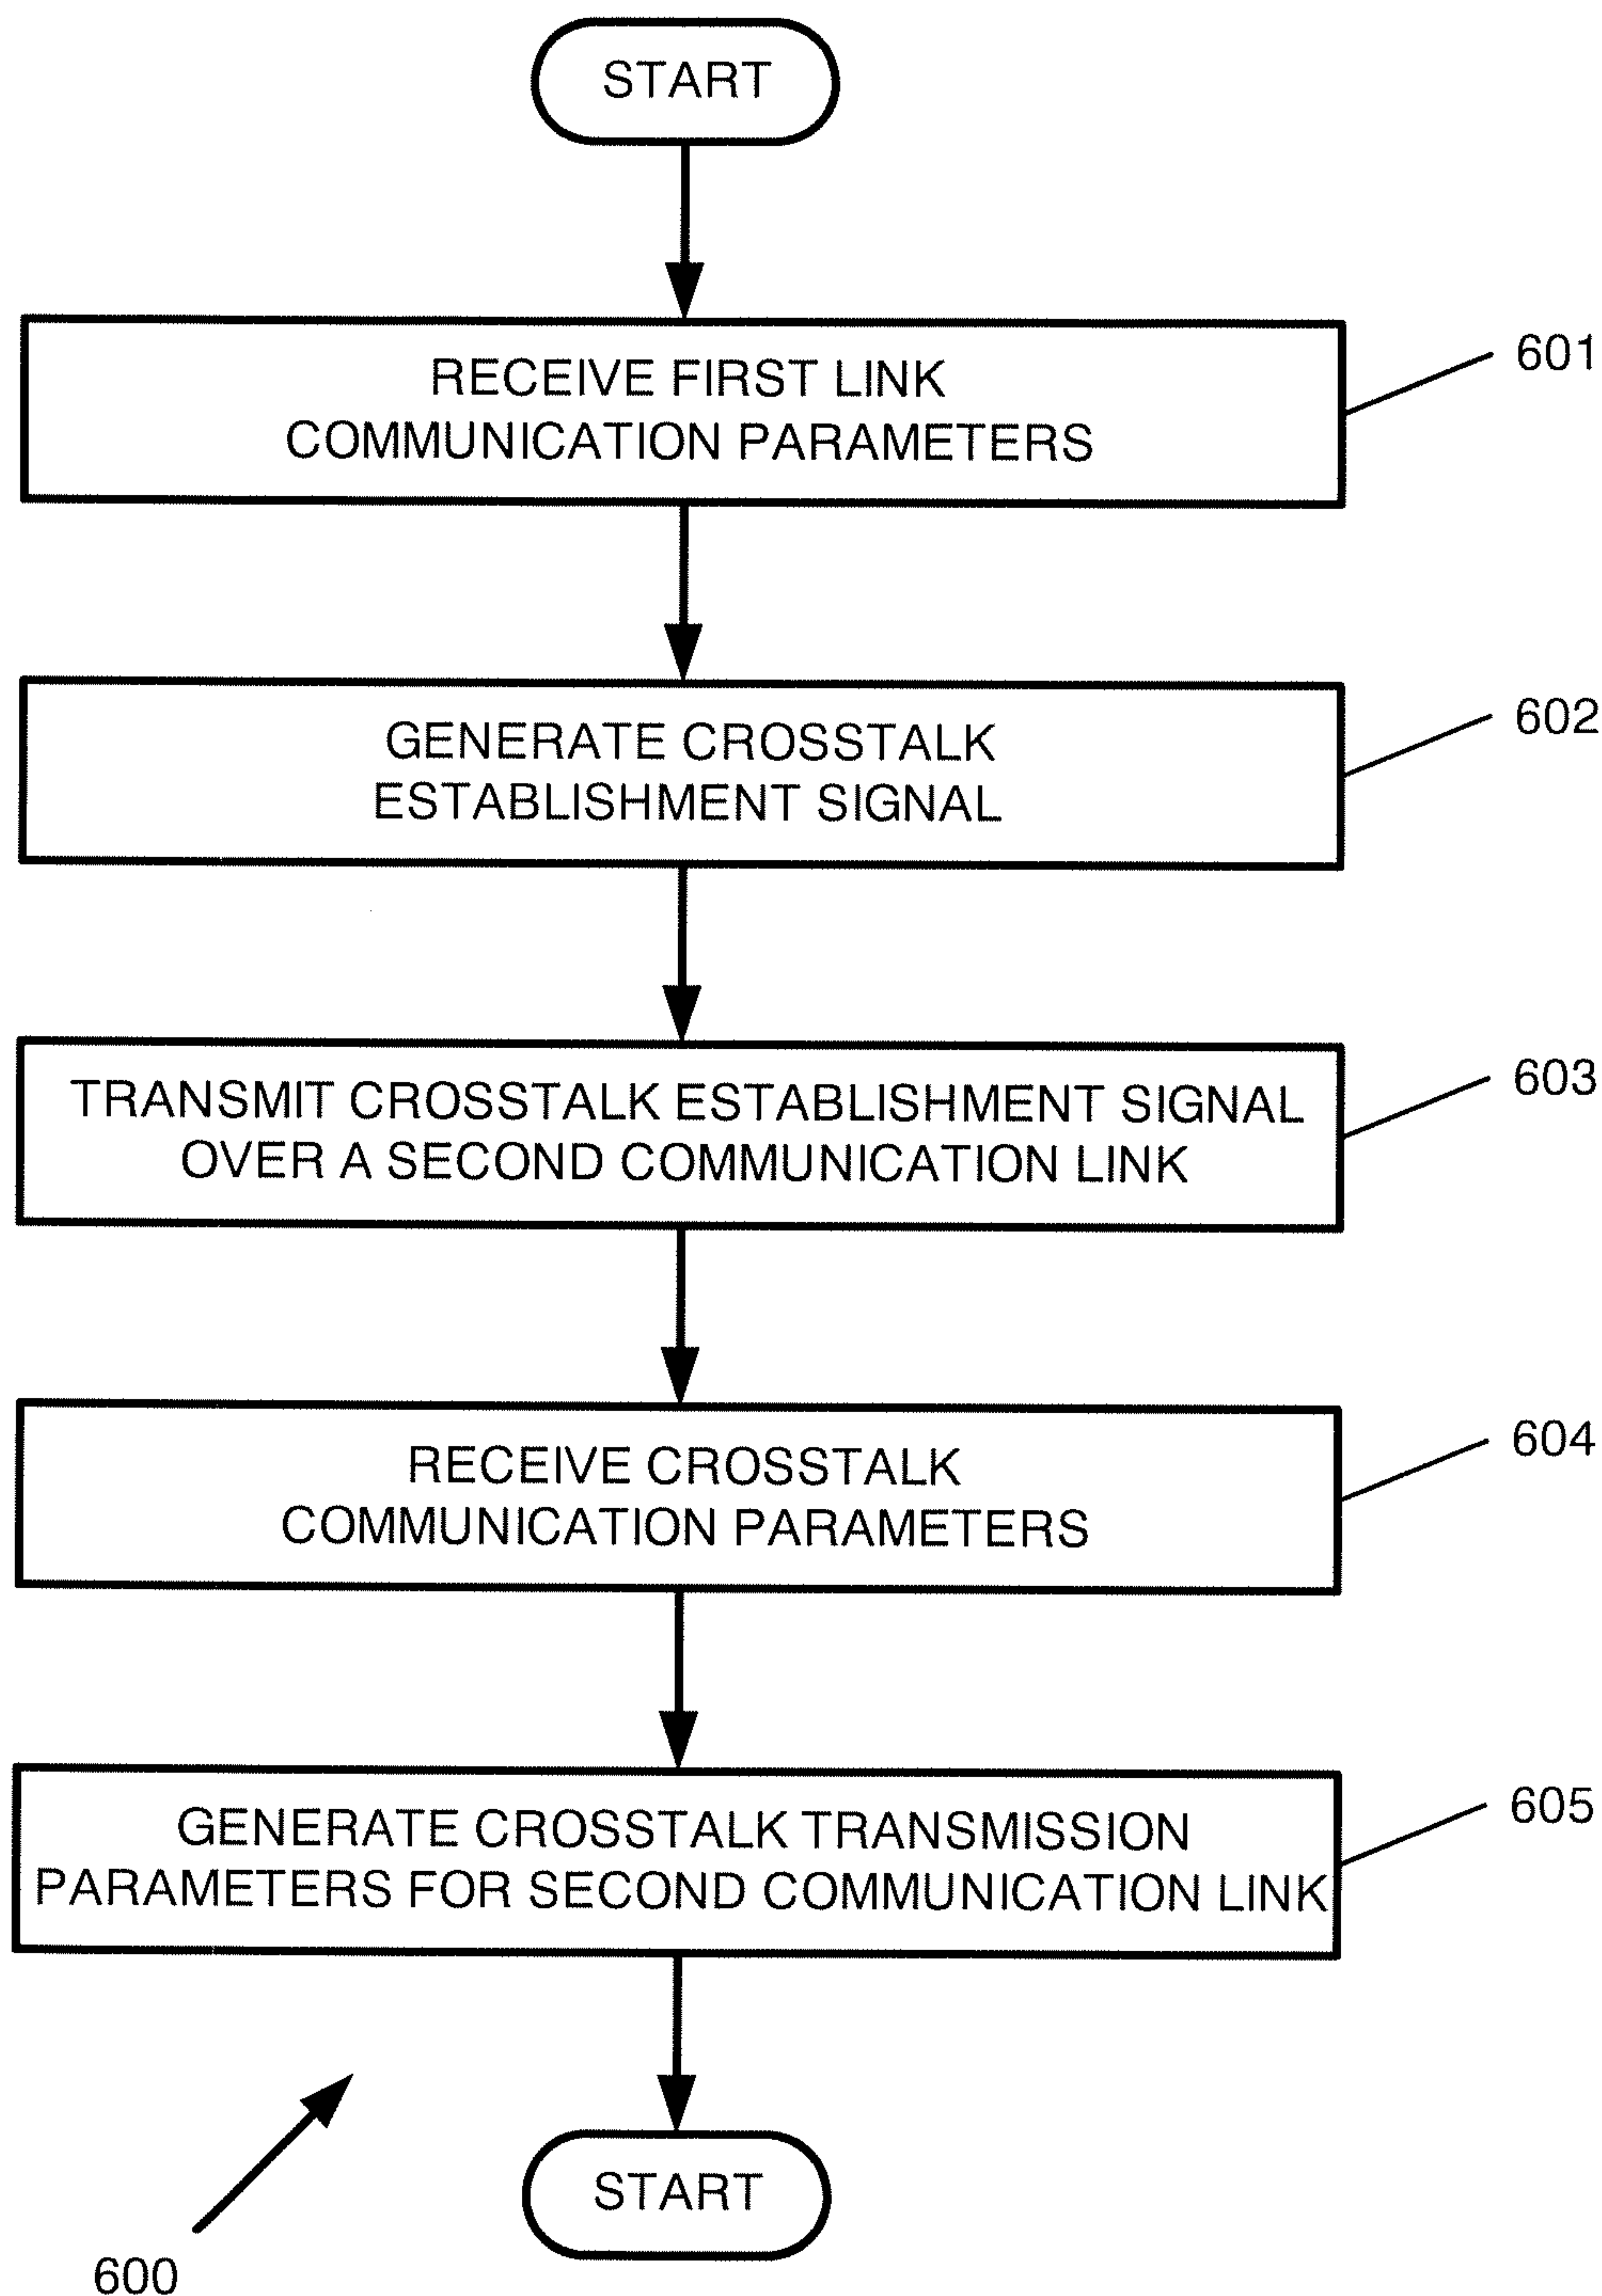 START
RECEIVE FIRST LINK
COMMUNICATION PARAMETERS
601
GENERATE CROSSTALK
ESTABLISHMENT SIGNAL
602
TRANSMIT CROSSTALK ESTABLISHMENT SIGNAL
OVER A SECOND COMMUNICATION LINK
603
RECEIVE CROSSTALK
COMMUNICATION PARAMETERS
604
GENERATE CROSSTALK TRANSMISSION
PARAMETERS FOR SECOND COMMUNICATION LINK
605
START
600